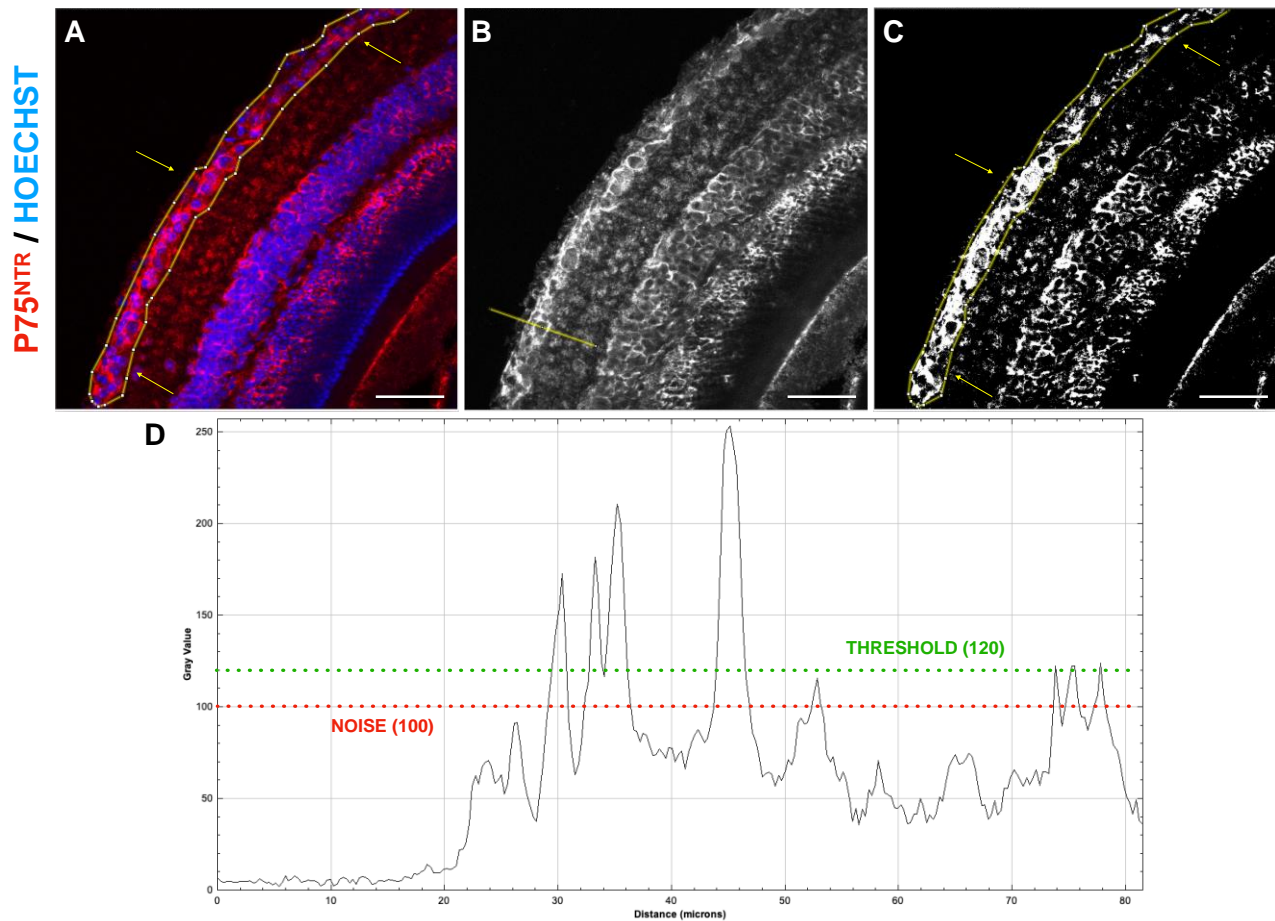 P75NTR / HOECHST
A
B
C
D
250
200
150
100
50
0
Gray Value
THRESHOLD (120)
NOISE (100)
0 10 20 30 40 50 60 70 80
Distance (microns)